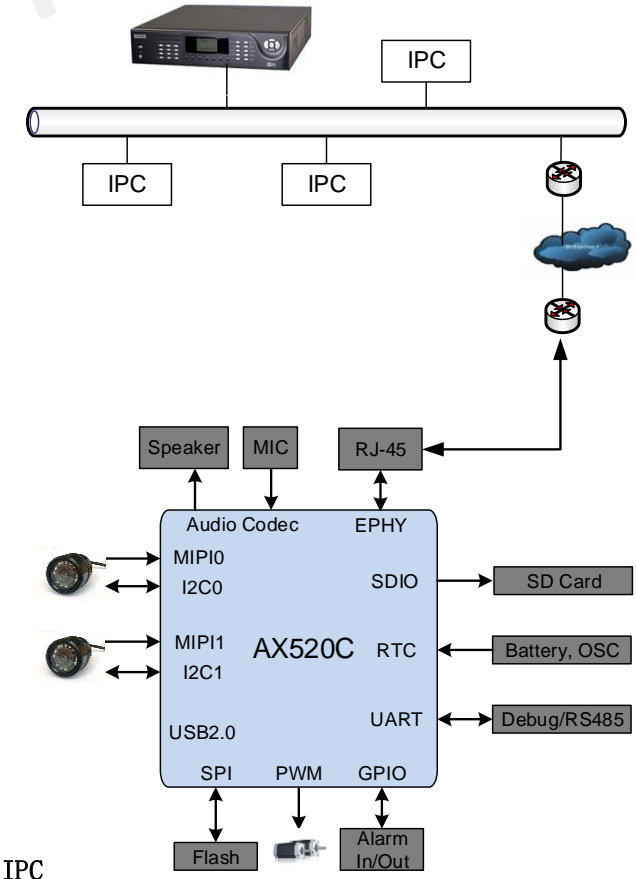 IPC
IPC
IPC
Internet
Speaker
MIC
RJ-45
Audio Codec
EPHY
MIPI0
I2C0
SDIO
SD Card
MIPI1
I2C1
AX520C
RTC
Battery, OSC
USB2.0
UART
Debug/RS485
SPI
PWM
GPIO
Flash
Alarm
In/Out
IPC